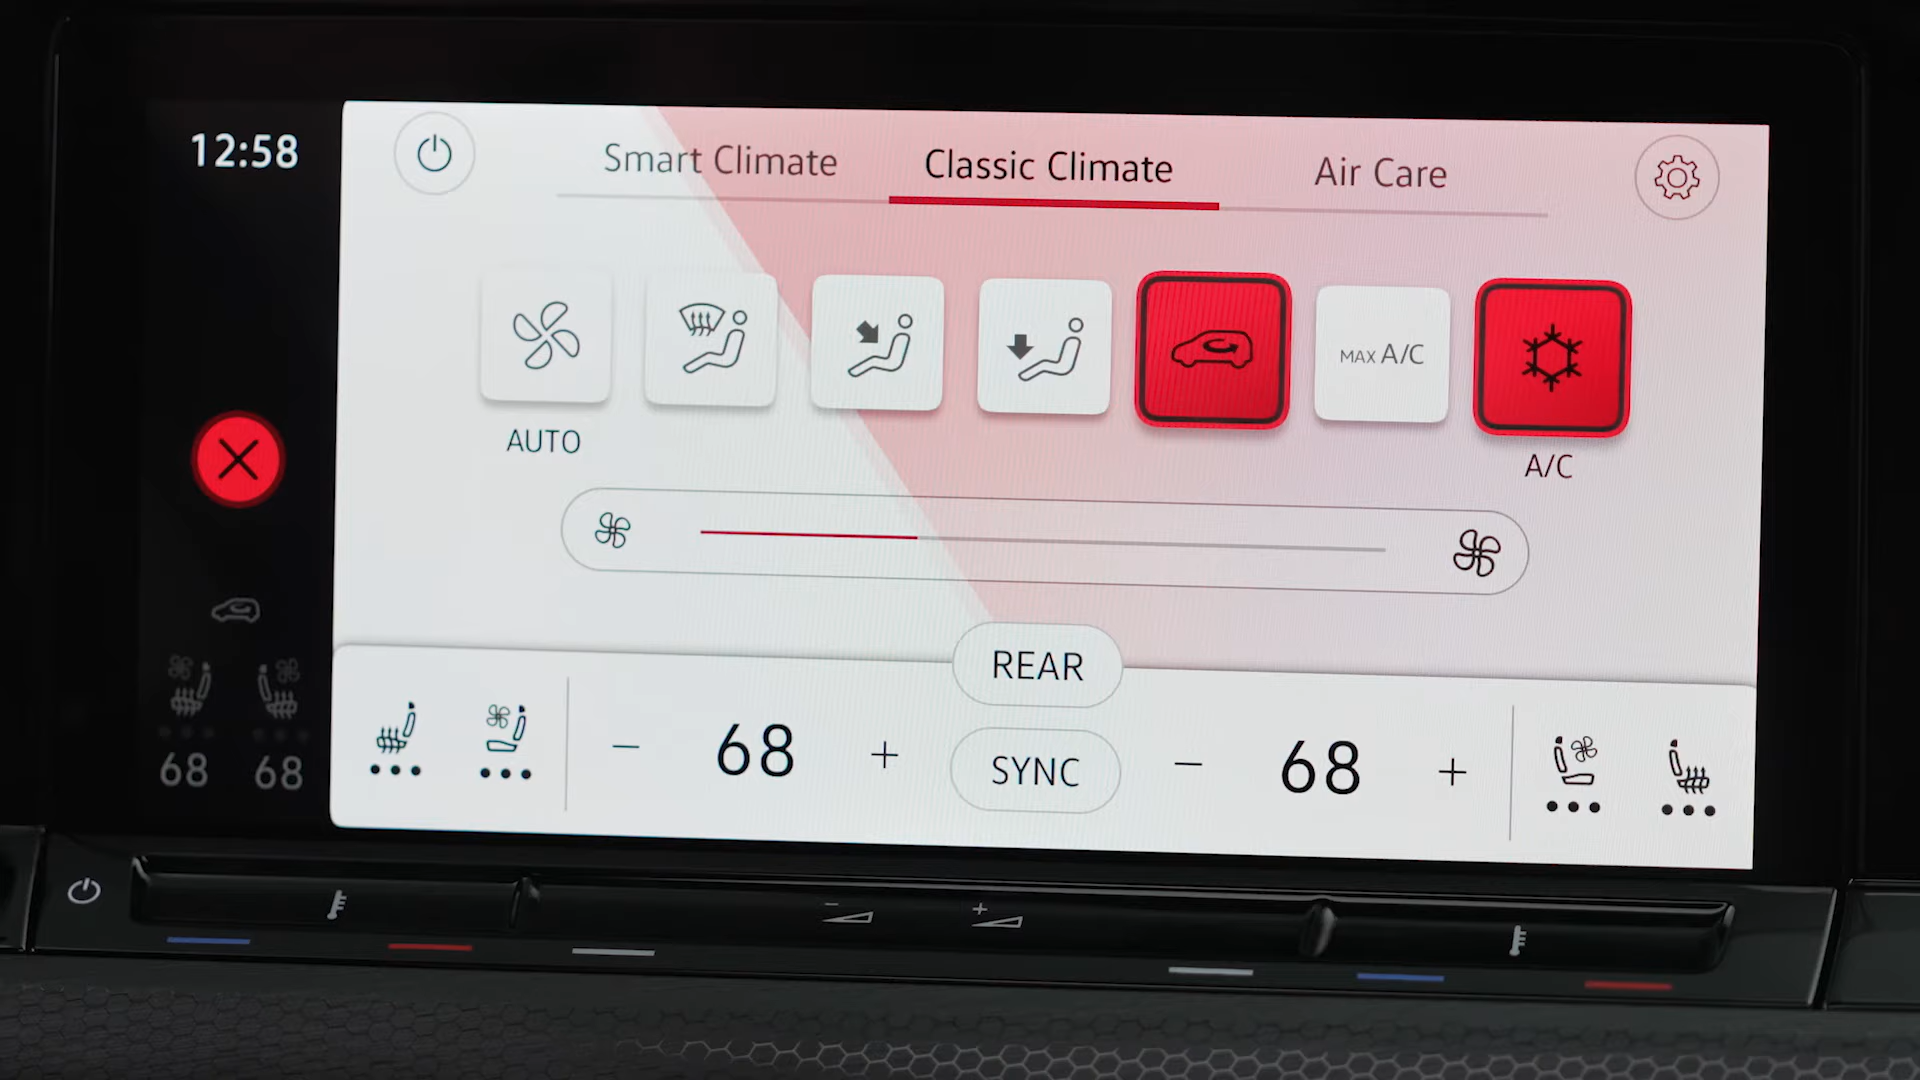 12:58
Smart Climate
Classic Climate
Air Care
MAX A/C
AUTO
A/C
REAR
68
68
SYNC
68
68